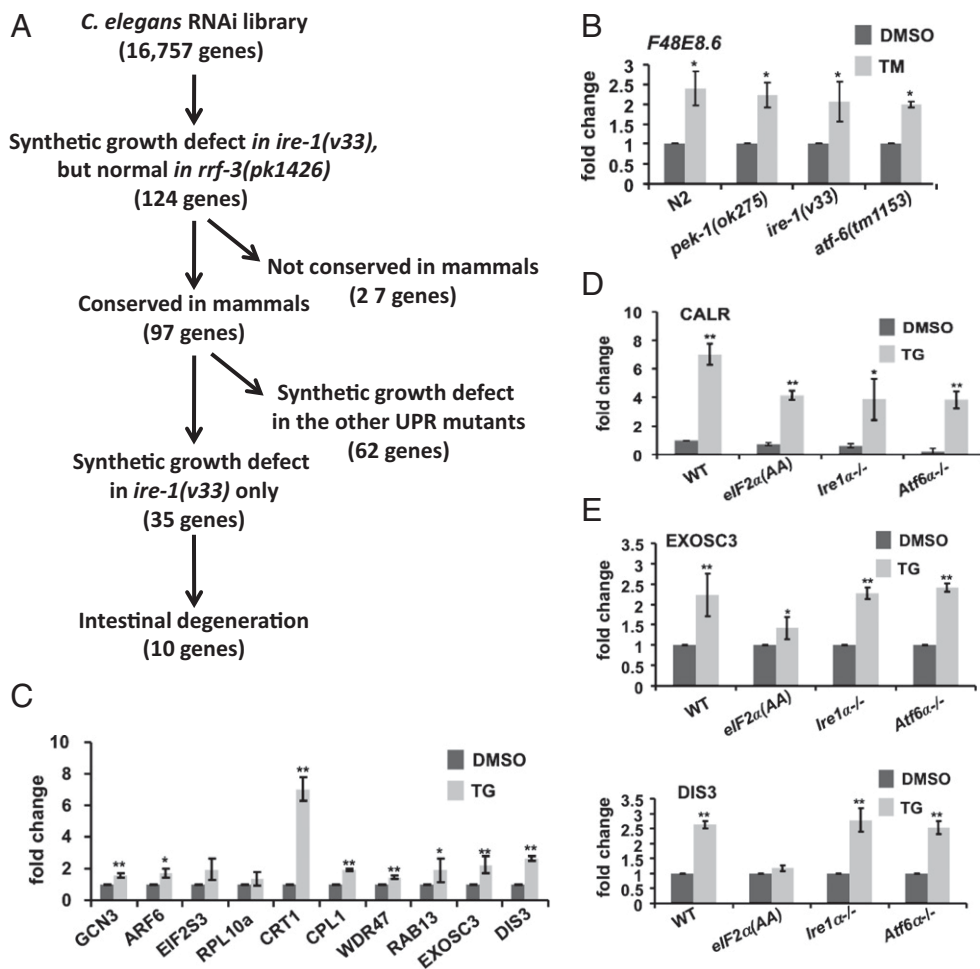 A
C. elegans RNAi library
(16,757 genes)
Synthetic growth defect in ire-1(v33),
but normal in rrf-3(pk1426)
(124 genes)
Not conserved in mammals
(2 7 genes)
Conserved in mammals
(97 genes)
Synthetic growth defect
in the other UPR mutants
(62 genes)
Synthetic growth defect
in ire-1(v33) only
(35 genes)
Intestinal degeneration
(10 genes)
B
F48E8.6
DMSO
TM
fold change
3
2.5
2
1.5
1
0.5
0
* * * *
N2
pek-1(ok275)
ire-1(v33)
atf-6(tm1153)
C
DMSO
TG
fold change
10
8
6
4
2
0
** * ** ** ** * ** **
GCN3
ARF6
EIF2S3
RPL10a
CRT1
CPL1
WDR47
RAB13
EXOSC3
DIS3
D
CALR
DMSO
TG
fold change
10
8
6
4
2
0
** ** * **
WT
eIF2α(AA)
Ire1α-/-
Atf6α-/-
E
EXOSC3
DMSO
TG
fold change
3.5
3
2.5
2
1.5
1
0.5
0
** * ** **
WT
eIF2α(AA)
Ire1α-/-
Atf6α-/-
DIS3
DMSO
TG
fold change
3.5
3
2.5
2
1.5
1
0.5
0
** ** **
WT
eIF2α(AA)
Ire1α-/-
Atf6α-/-